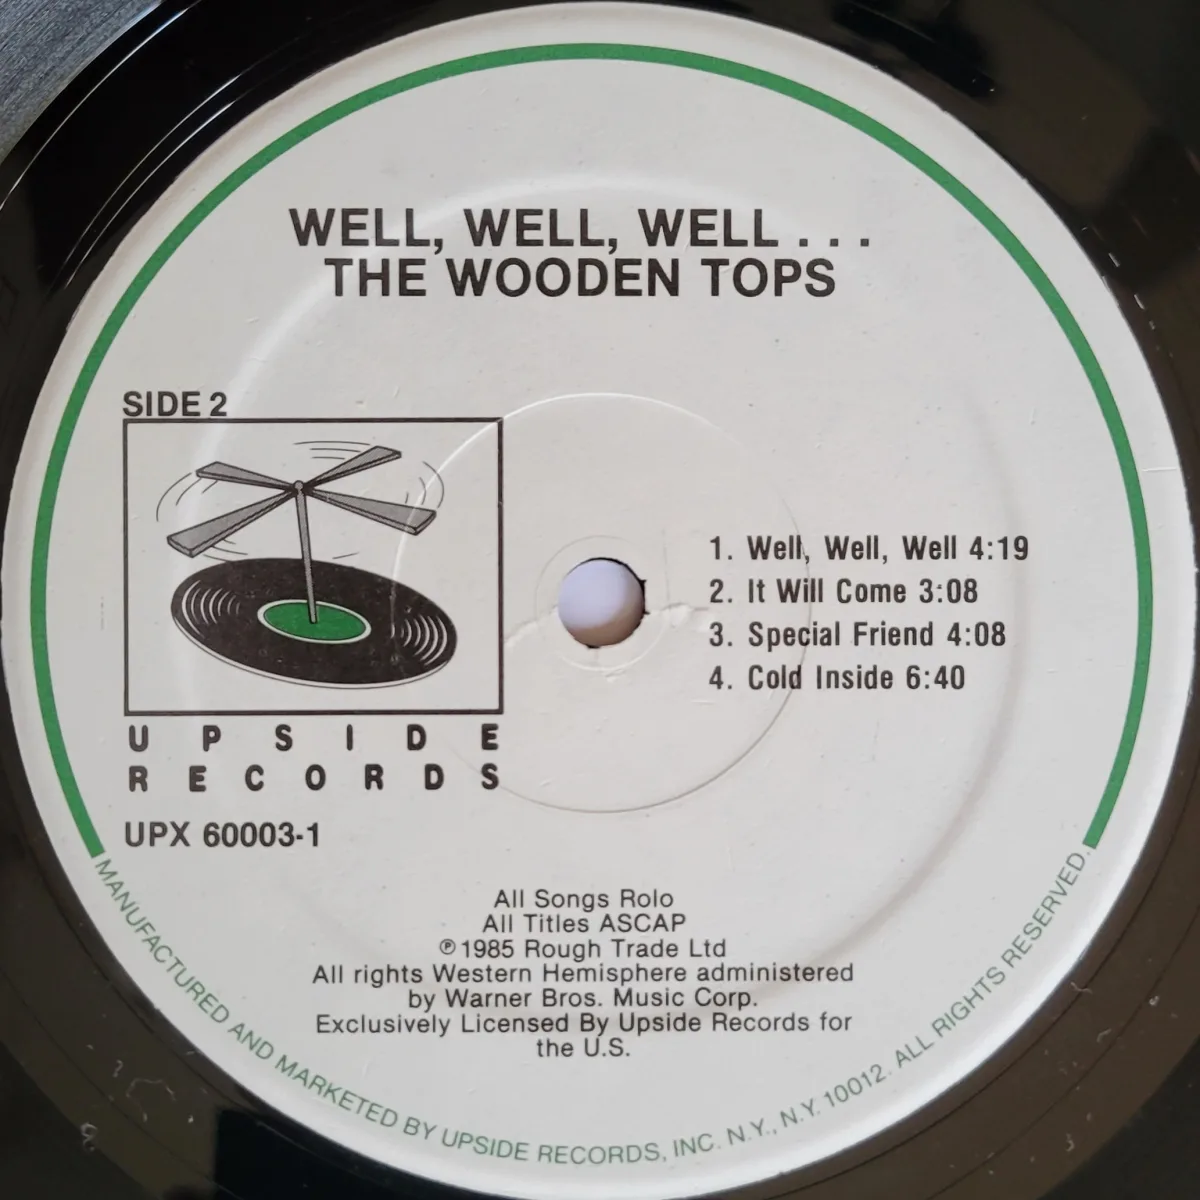 WELL, WELL, WELL . . .
THE WOODEN TOPS
SIDE 2
UPSIDE
RECORDS
UPX 60003-1
1. Well, Well, Well 4:19
2. It Will Come 3:08
3. Special Friend 4:08
4. Cold Inside 6:40
All Songs Rolo
All Titles ASCAP
℗ 1985 Rough Trade Ltd
All rights Western Hemisphere administered
by Warner Bros. Music Corp.
Exclusively Licensed By Upside Records for
the U.S.
MANUFACTURED AND MARKETED BY UPSIDE RECORDS, INC. N.Y., N.Y. 10012. ALL RIGHTS RESERVED.